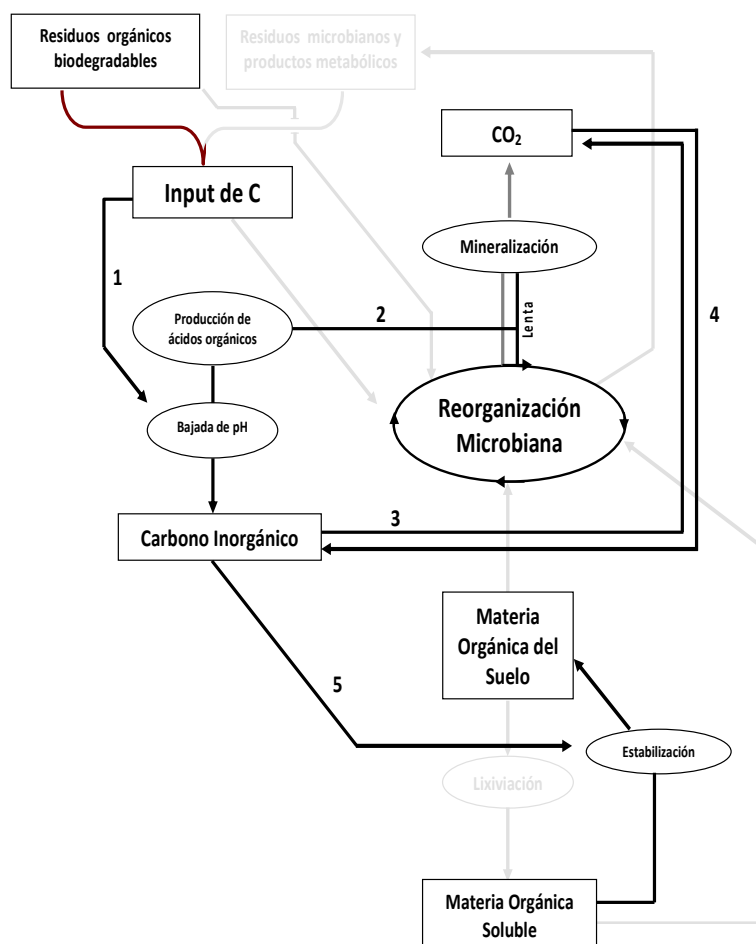 Residuos orgánicos
biodegradables
Residuos microbianos y
productos metabólicos
CO₂
Input de C
Mineralización
1
2
4
Lenta
Producción de
ácidos orgánicos
Reorganización
Microbiana
Bajada de pH
3
Carbono Inorgánico
Materia
Orgánica del
Suelo
5
Estabilización
Lixiviación
Materia Orgánica
Soluble